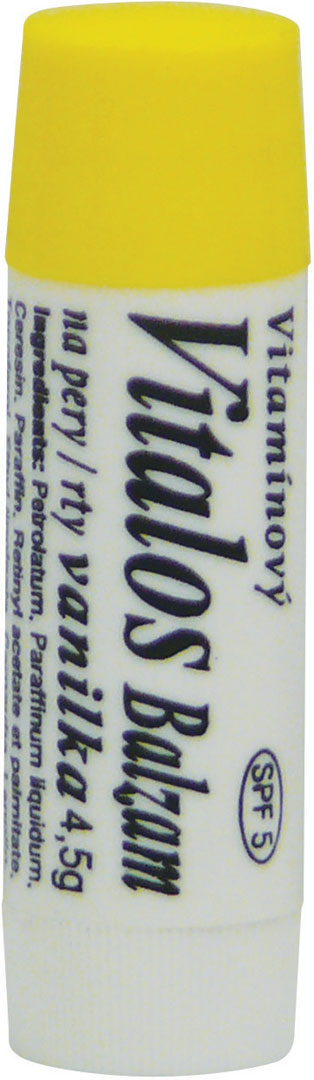 Vitamínový
Vitalos Balzam
SPF 5
na pery / rty vanilka 4,5g
Ingredients: Petrolatum, Paraffinum liquidum,
Ceresin, Paraffin, Retinyl acetate et palmitate,